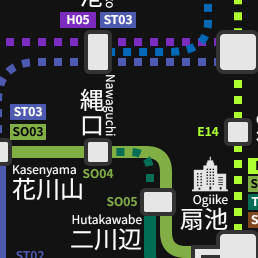 H05 ST03
縄口
Nawaguchi
ST03
SO03
E14
Kasenyama
花川山
SO04
SO05
Ogiike
扇池
Hutakawabe
二川辺
ST02